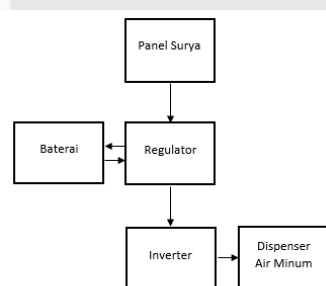 Panel Surya
Baterai
Regulator
Inverter
Dispenser
Air Minum